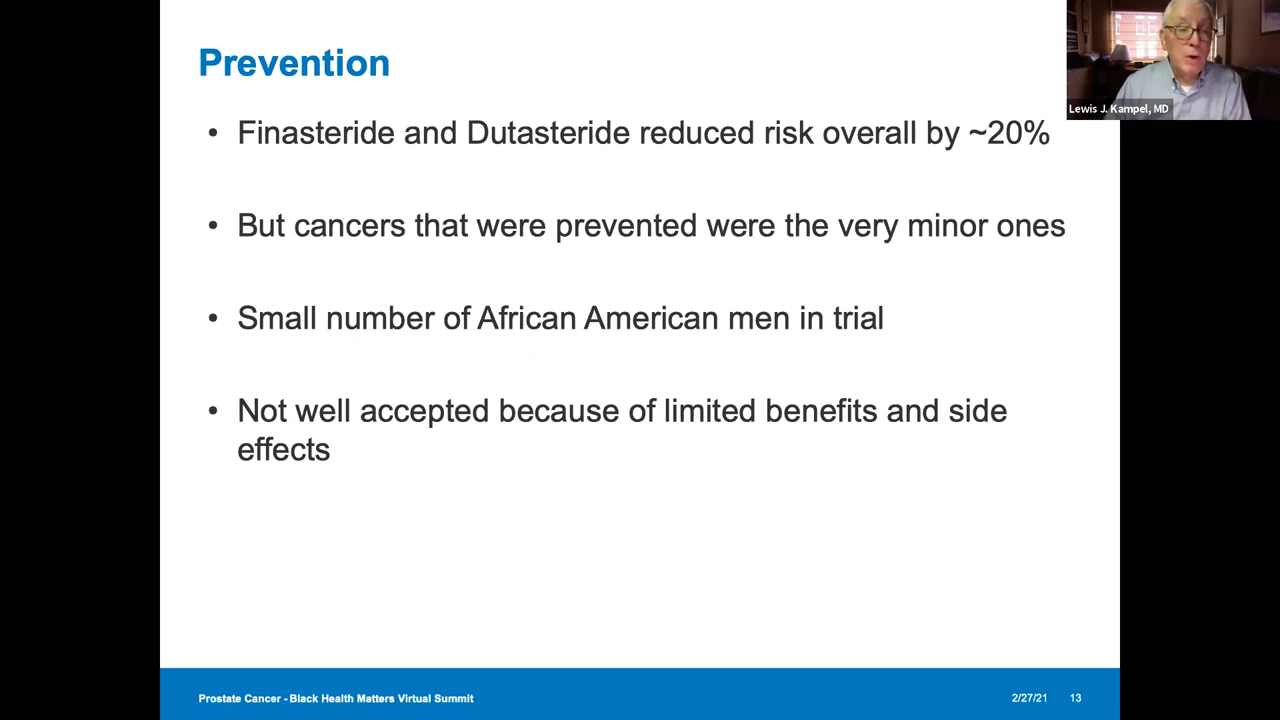 Prevention
Lewis J. Kampel, MD
• Finasteride and Dutasteride reduced risk overall by ~20%
• But cancers that were prevented were the very minor ones
• Small number of African American men in trial
• Not well accepted because of limited benefits and side
effects
Prostate Cancer - Black Health Matters Virtual Summit
2/27/21 13